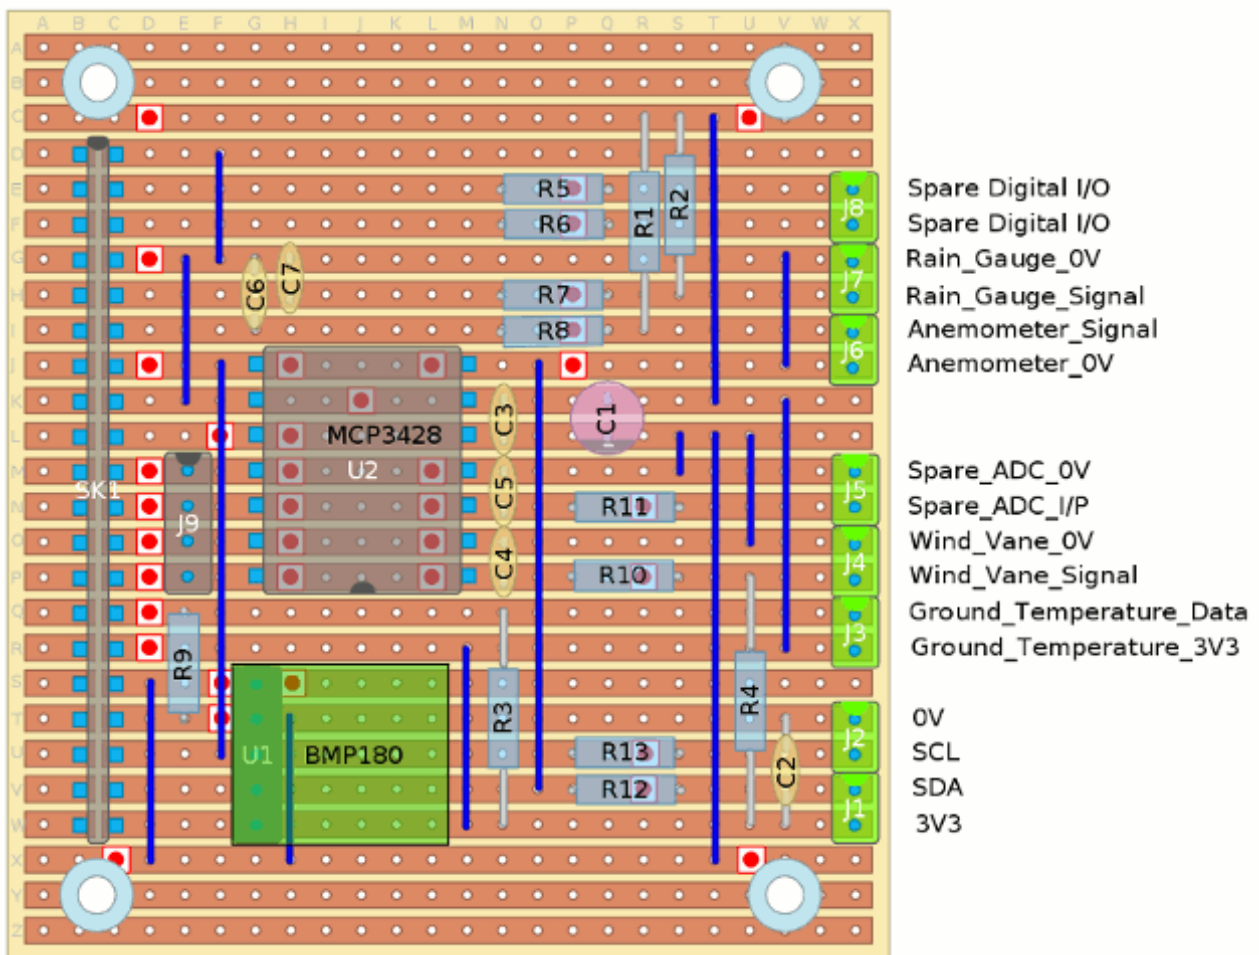 A B C D E F G H I J K L M N O P Q R S T U V W X
A
B
C
D
E
R5
R2
Spare Digital I/O
F
R6
R1
J8
Spare Digital I/O
G
C6
C7
J7
Rain_Gauge_0V
H
R7
Rain_Gauge_Signal
I
R8
J6
Anemometer_Signal
J
Anemometer_0V
K
C3
C1
L
MCP3428
M
SK1
U2
C5
J5
Spare_ADC_0V
N
J9
R11
Spare_ADC_I/P
O
C4
J4
Wind_Vane_0V
P
R10
Wind_Vane_Signal
Q
J3
Ground_Temperature_Data
R
R9
Ground_Temperature_3V3
S
R3
R4
T
J2
0V
U
U1
BMP180
R13
C2
SCL
V
R12
J1
SDA
W
3V3
X
Y
Z